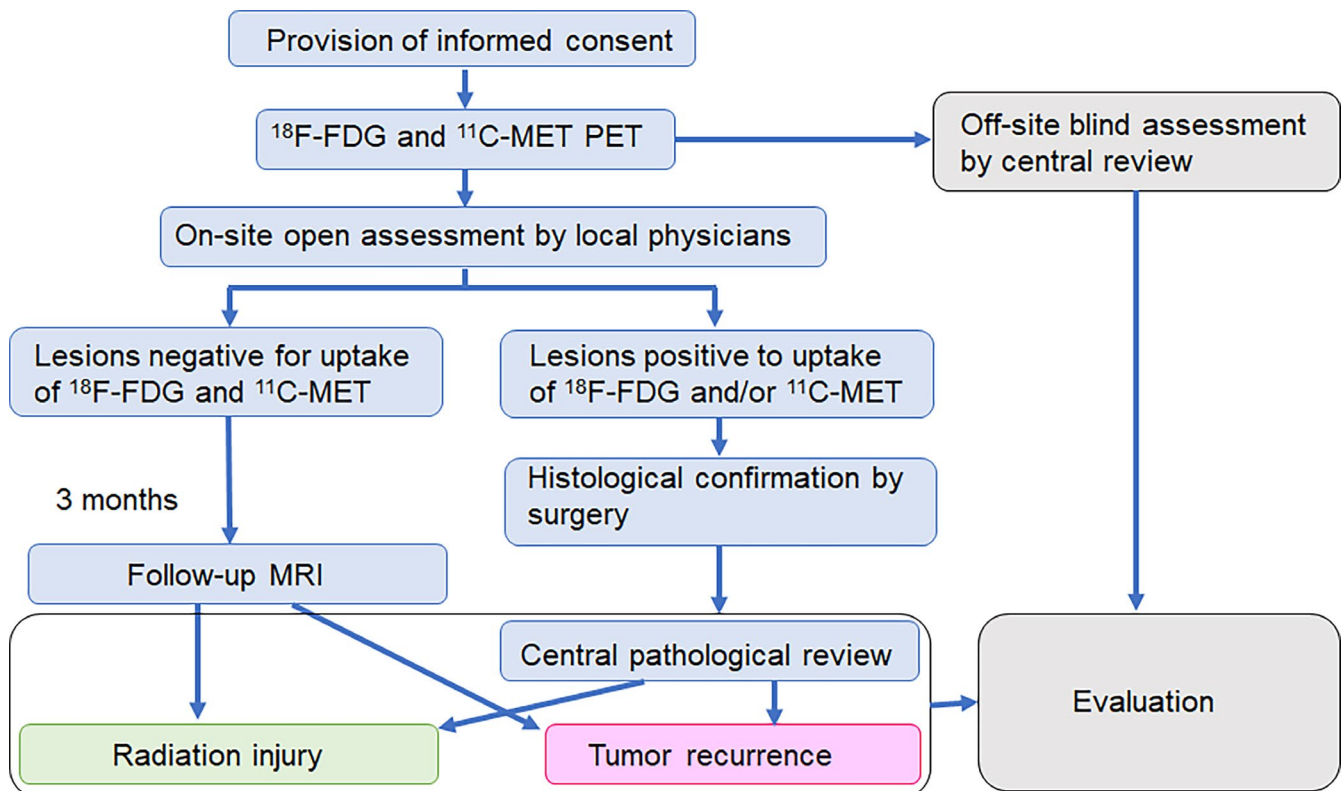 Provision of informed consent
¹⁸F-FDG and ¹¹C-MET PET
Off-site blind assessment
by central review
On-site open assessment by local physicians
Lesions negative for uptake
of ¹⁸F-FDG and ¹¹C-MET
Lesions positive to uptake
of ¹⁸F-FDG and/or ¹¹C-MET
Histological confirmation by
surgery
3 months
Follow-up MRI
Central pathological review
Evaluation
Radiation injury
Tumor recurrence